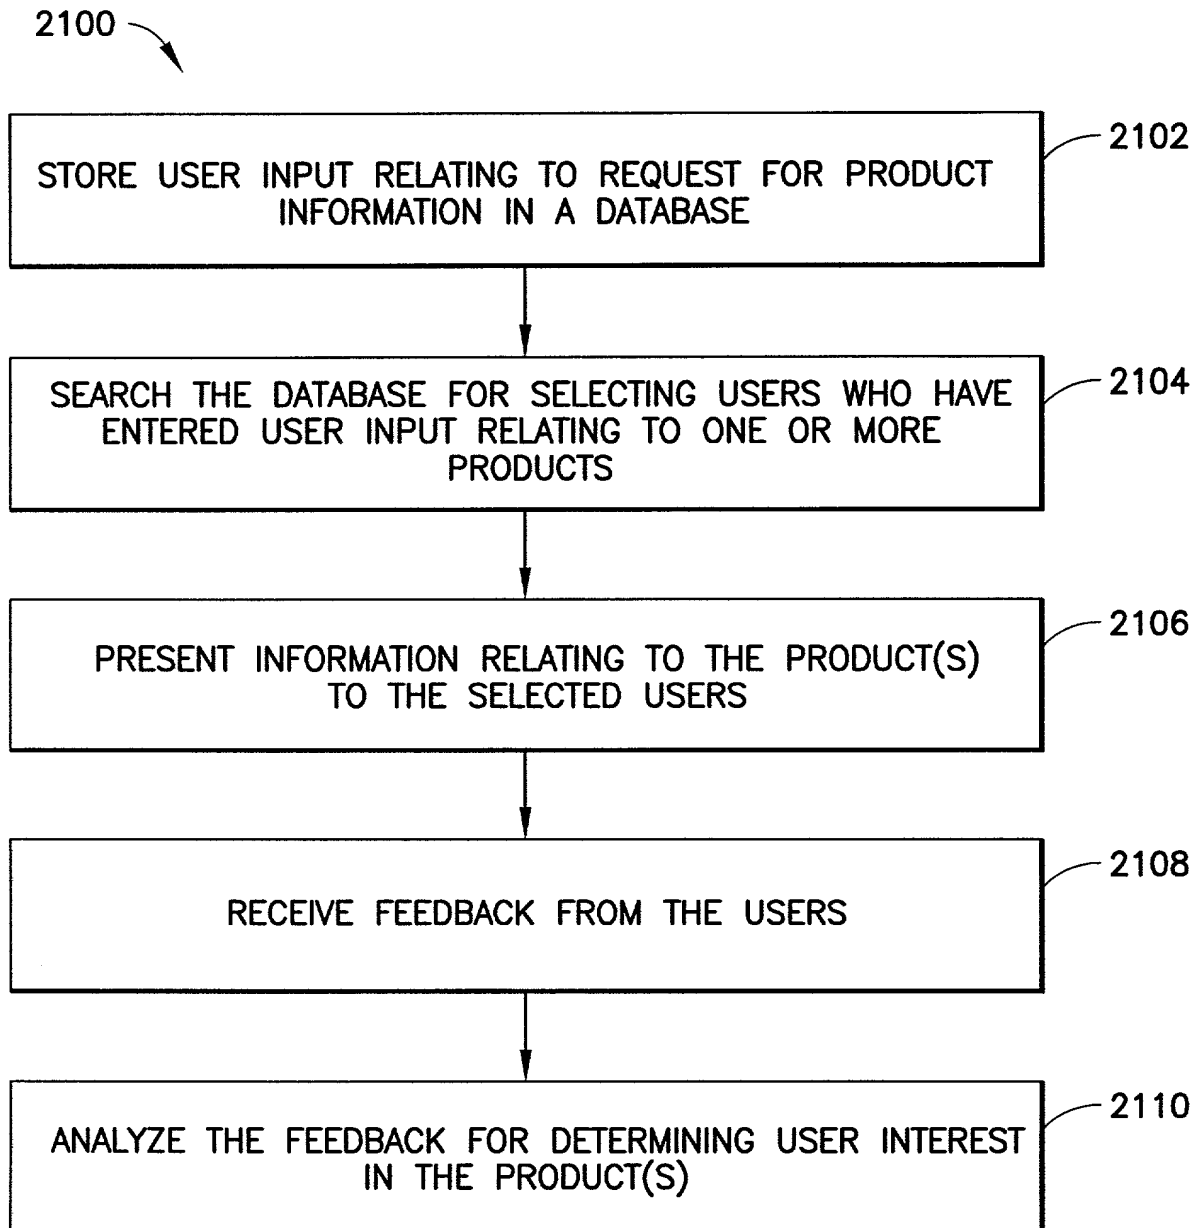 2100
STORE USER INPUT RELATING TO REQUEST FOR PRODUCT
INFORMATION IN A DATABASE
2102
SEARCH THE DATABASE FOR SELECTING USERS WHO HAVE
ENTERED USER INPUT RELATING TO ONE OR MORE
PRODUCTS
2104
PRESENT INFORMATION RELATING TO THE PRODUCT(S)
TO THE SELECTED USERS
2106
RECEIVE FEEDBACK FROM THE USERS
2108
ANALYZE THE FEEDBACK FOR DETERMINING USER INTEREST
IN THE PRODUCT(S)
2110